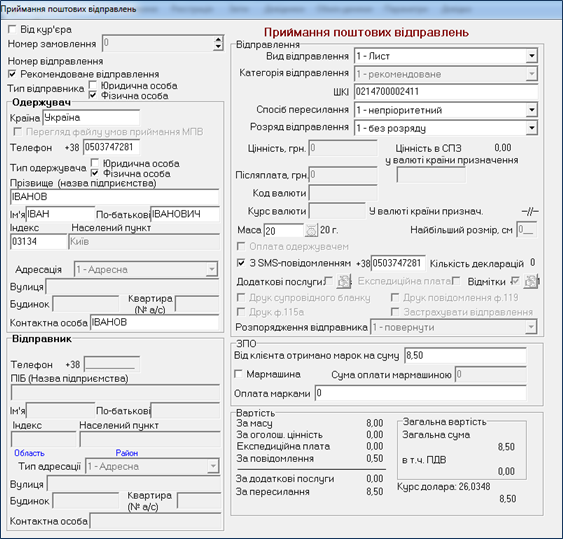 Приймання поштових відправлень
Від кур'єра
Номер замовлення 0
Номер відправлення
Рекомендоване відправлення
Тип відправника Юридична особа
Фізична особа
Одержувач
Країна Україна
Перегляд файлу умов приймання МПВ
Телефон +38 0503747281
Тип одержувача Юридична особа
Фізична особа
Прізвище (назва підприємства)
ІВАНОВ
Ім'я ІВАН По-батькові ІВАНОВИЧ
Індекс Населений пункт
03134 Київ
Адресація 1 - Адресна
Вулиця
Будинок Квартира (№ а/с)
Контактна особа ІВАНОВ
Відправник
Телефон +38
ПІБ (Назва підприємства)
Ім'я По-батькові
Індекс Населений пункт
Область Район
Тип адресації 1 - Адресна
Вулиця
Будинок Квартира (№ а/с)
Контактна особа
Приймання поштових відправлень
Відправлення
Вид відправлення 1 - Лист
Категорія відправлення 1 - рекомендоване
ШКІ 0214700002411
Спосіб пересилання 1 - непріоритетний
Розряд відправлення 1 - без розряду
Цінність, грн. 0 Цінність в СПЗ 0,00
у валюті країни призначення
Післяплата, грн. 0
Код валюти
Курс валюти У валюті країни признач. --//--
Маса 20 20 г. Найбільший розмір, см 0
Оплата одержувачем
З SMS-повідомленням +38 0503747281 Кількість декларацій 0
Додаткові послуги Експедиційна плата Відмітки
Друк супровідного бланку Друк повідомлення ф.119
Друк ф.115а Застрахувати відправлення
Розпорядження відправника 1 - повернути
ЗПО
Від клієнта отримано марок на суму 8,50
Мармашина Сума оплати мармашиною 0
Оплата марками 0
Вартість
За масу 8,00
За оголош. цінність 0,00
Експедиційна плата 0,00
За повідомлення 0,50
За додаткові послуги 0,00
За пересилання 8,50
Загальна вартість
Загальна сума
8,50
в т.ч. ПДВ
0,00
Курс долара: 26,0348
8,50